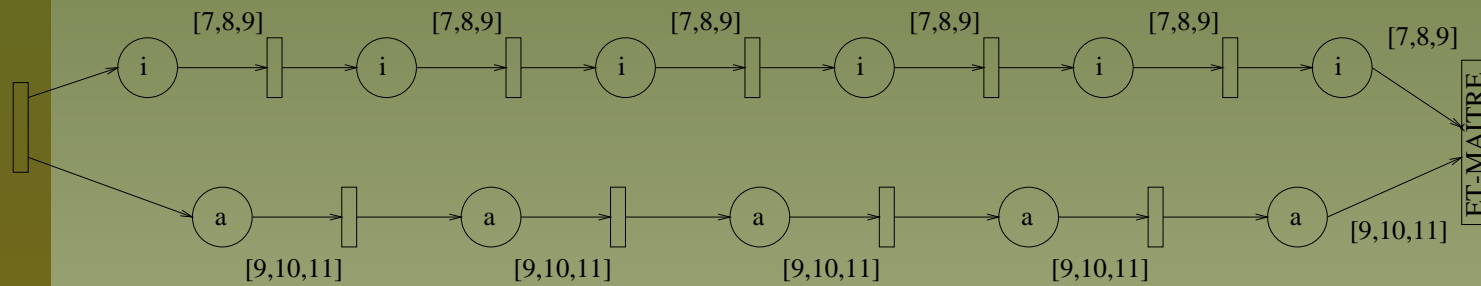 [7,8,9] [7,8,9] [7,8,9] [7,8,9] [7,8,9] [7,8,9]
i i i i i i
ET-MAITRE
a a a a a
[9,10,11] [9,10,11] [9,10,11] [9,10,11] [9,10,11]